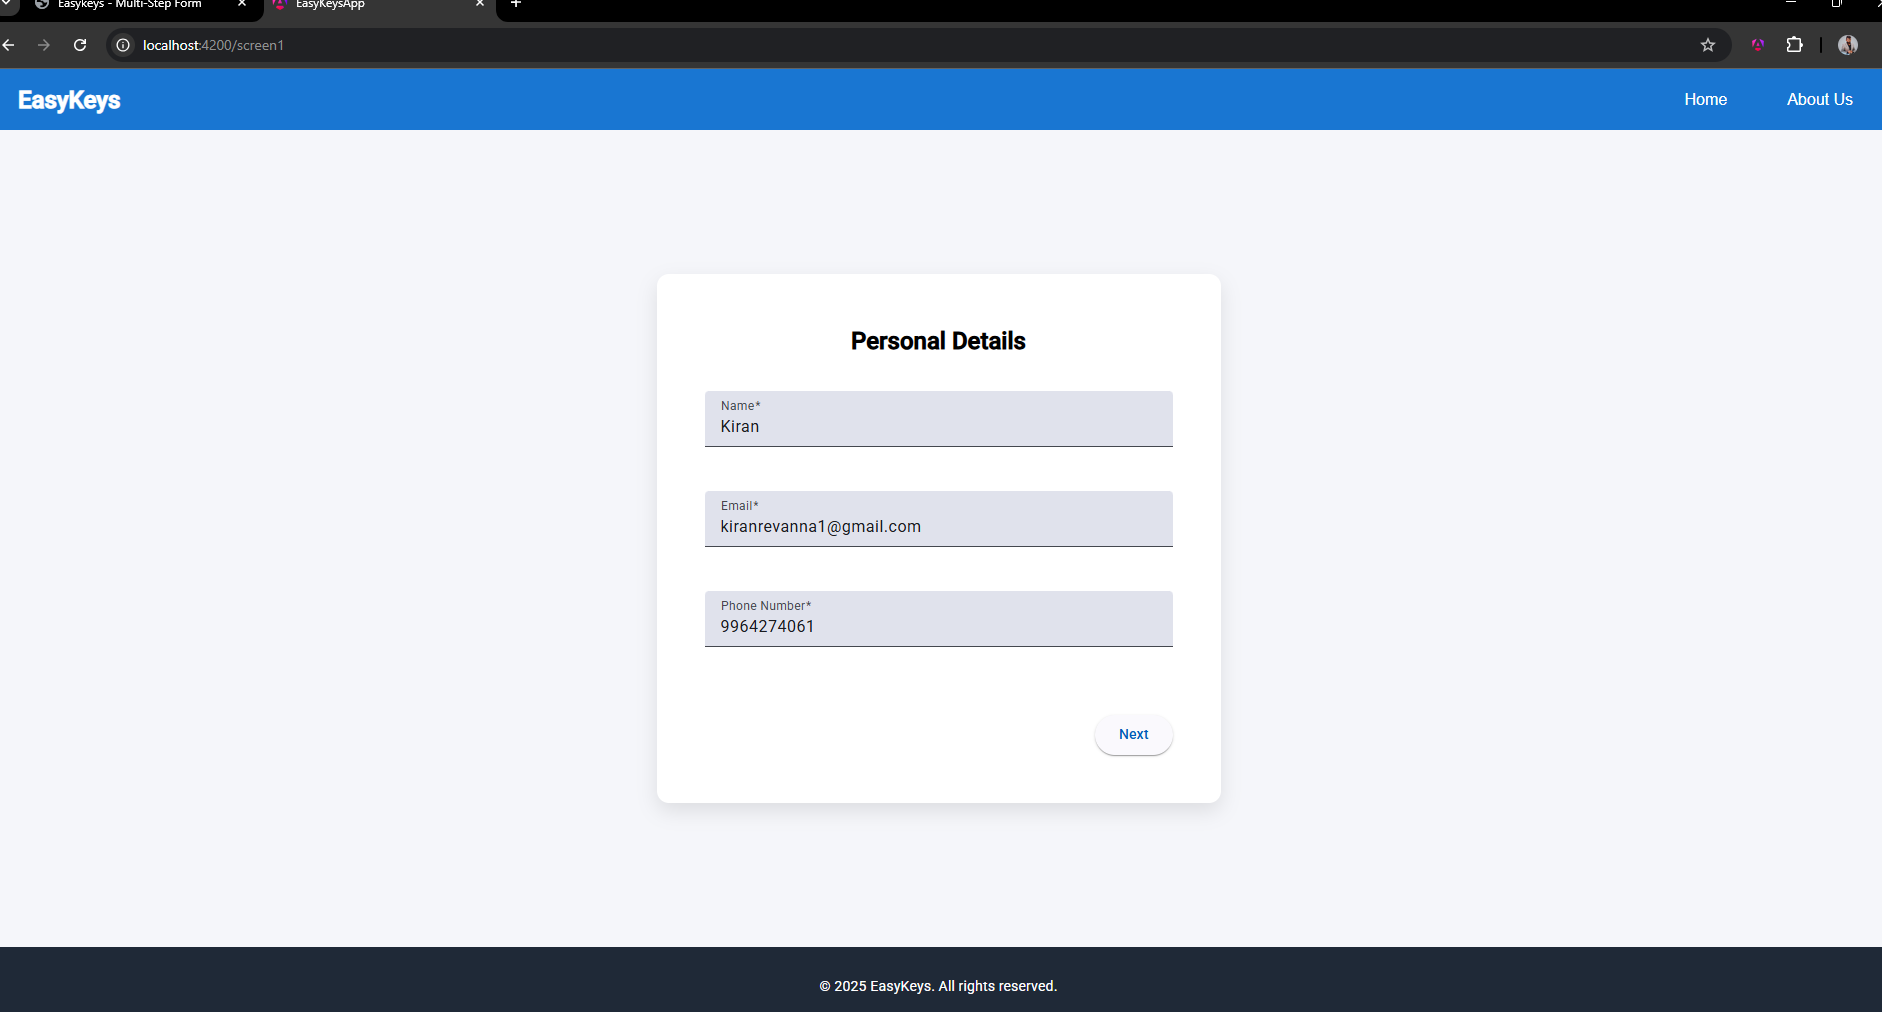 Easykeys - Multi-Step Form
EasyKeysApp
localhost:4200/screen1
EasyKeys
Home
About Us
Personal Details
Name*
Kiran
Email*
kiranrevanna1@gmail.com
Phone Number*
9964274061
Next
© 2025 EasyKeys. All rights reserved.